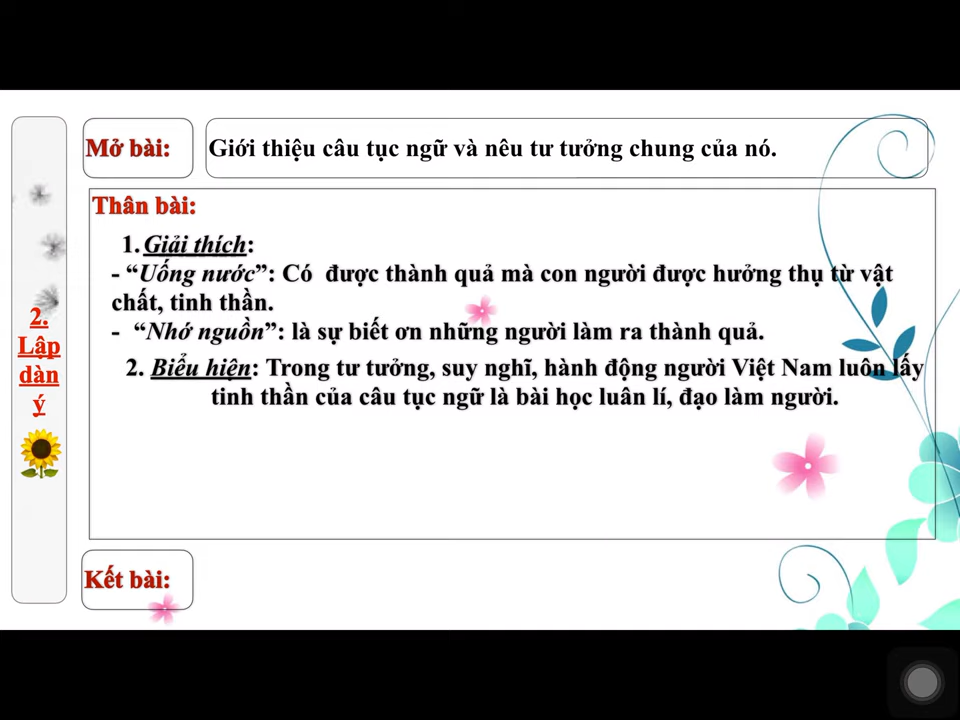 2.
Lập
dàn
ý
Mở bài:
Giới thiệu câu tục ngữ và nêu tư tưởng chung của nó.
Thân bài:
1. Giải thích:
- “Uống nước”: Có được thành quả mà con người được hưởng thụ từ vật
chất, tinh thần.
- “Nhớ nguồn”: là sự biết ơn những người làm ra thành quả.
2. Biểu hiện: Trong tư tưởng, suy nghĩ, hành động người Việt Nam luôn lấy
tinh thần của câu tục ngữ là bài học luân lí, đạo làm người.
Kết bài: